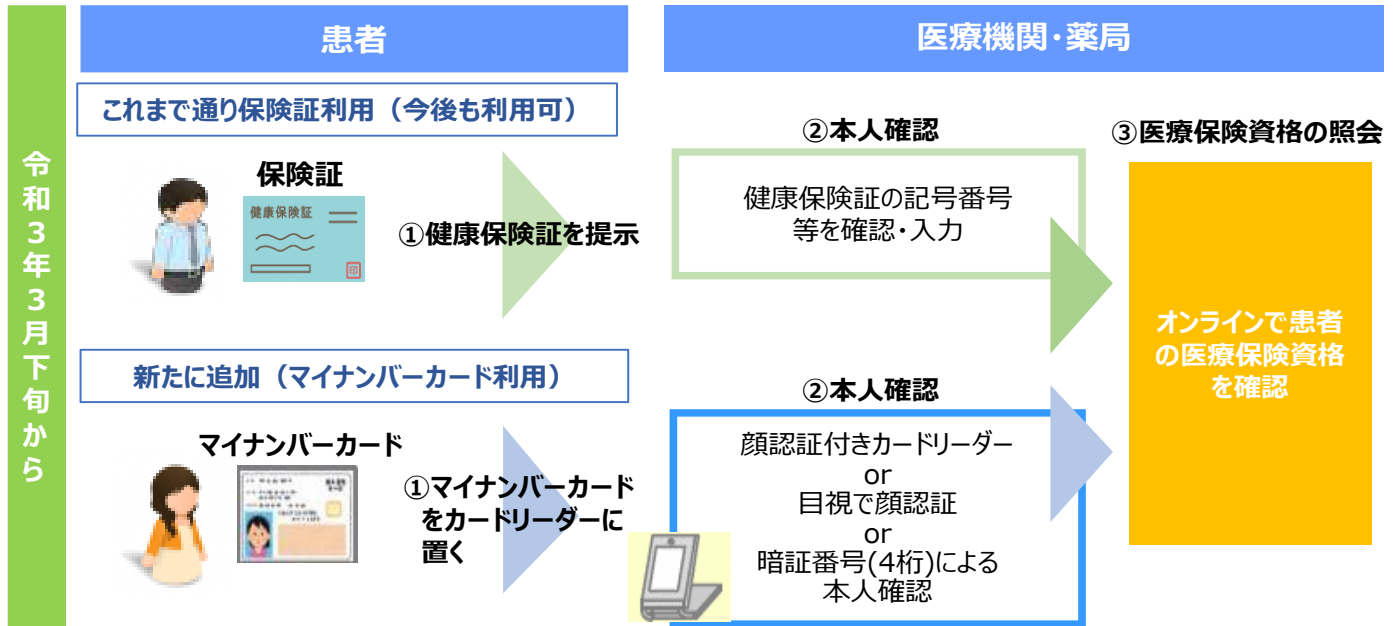 患者
医療機関・薬局
令和3年3月下旬から
これまで通り保険証利用（今後も利用可）
保険証
健康保険証
印
①健康保険証を提示
②本人確認
健康保険証の記号番号
等を確認・入力
③医療保険資格の照会
オンラインで患者
の医療保険資格
を確認
新たに追加（マイナンバーカード利用）
マイナンバーカード
①マイナンバーカード
をカードリーダーに
置く
②本人確認
顔認証付きカードリーダー
or
目視で顔認証
or
暗証番号(4桁)による
本人確認